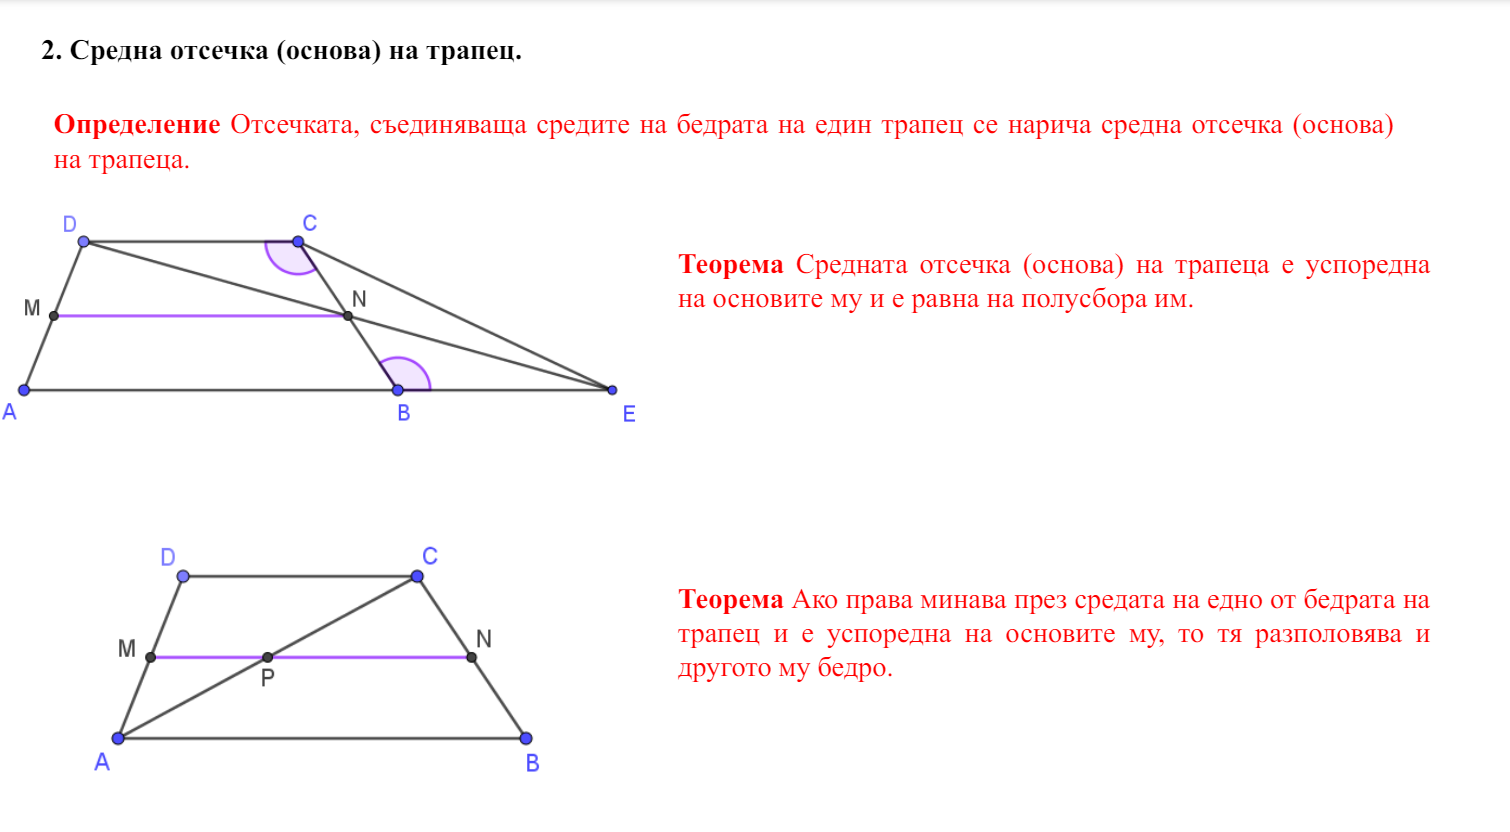 2. Средна отсечка (основа) на трапец.
Определение Отсечката, съединяваща средите на бедрата на един трапец се нарича средна отсечка (основа)
на трапеца.
D C
M N
A B E
Теорема Средната отсечка (основа) на трапеца е успоредна
на основите му и е равна на полусбора им.
D C
M N
P
A B
Теорема Ако права минава през средата на едно от бедрата на
трапец и е успоредна на основите му, то тя разполовява и
другото му бедро.